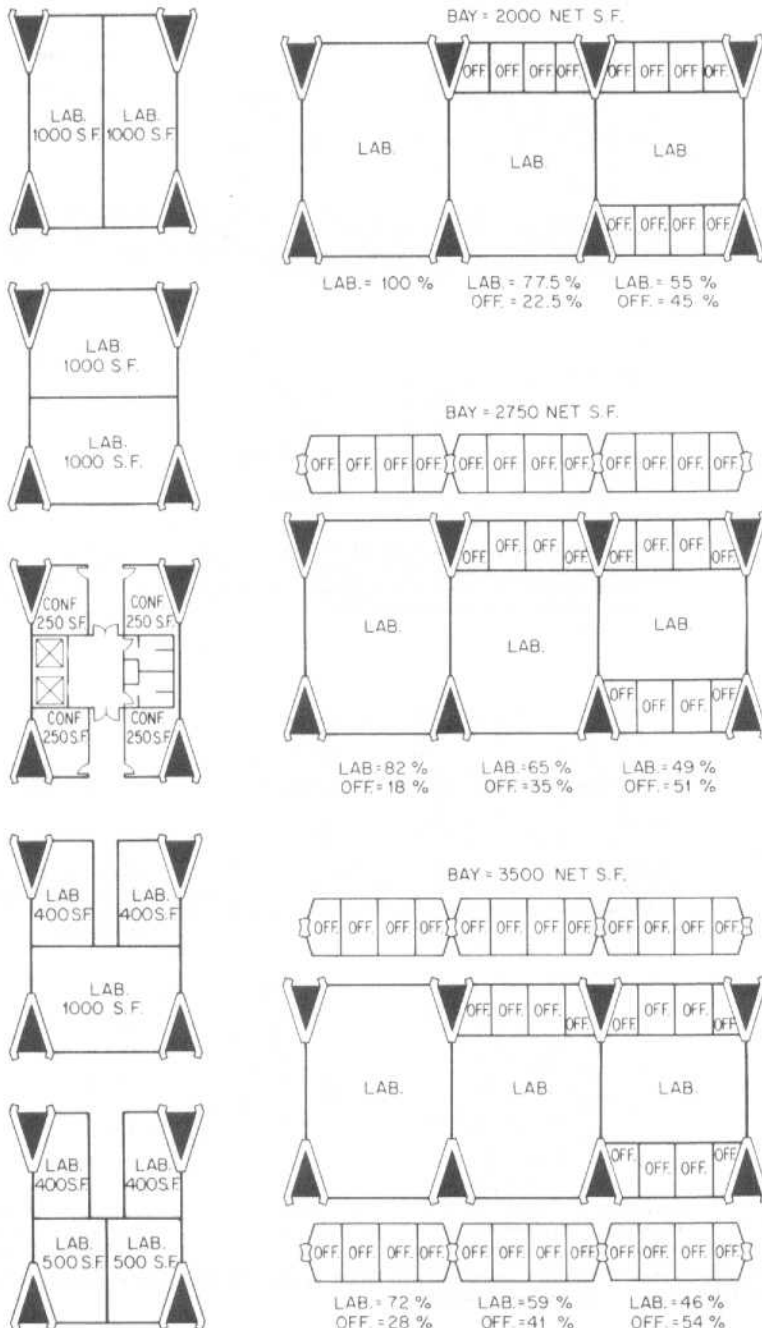 LAB. LAB.
1000 S.F. 1000 S.F.
LAB.
1000 S.F.
LAB.
1000 S.F.
CONF. CONF.
250 S.F. 250 S.F.
CONF. CONF.
250 S.F. 250 S.F.
LAB LAB.
400 S.F. 400 S.F.
LAB.
1000 S.F.
LAB. LAB.
400 S.F. 400 S.F.
LAB. LAB.
500 S.F. 500 S.F.
BAY = 2000 NET S.F.
OFF. OFF. OFF. OFF. OFF. OFF. OFF. OFF.
LAB. LAB. LAB.
OFF. OFF. OFF. OFF.
LAB. = 100 % LAB. = 77.5 % LAB. = 55 %
OFF. = 22.5 % OFF. = 45 %
BAY = 2750 NET S.F.
OFF. OFF. OFF. OFF. OFF. OFF. OFF. OFF. OFF. OFF. OFF. OFF.
OFF. OFF. OFF. OFF. OFF. OFF. OFF. OFF.
LAB. LAB. LAB.
OFF. OFF. OFF. OFF.
LAB. = 82 % LAB. = 65 % LAB. = 49 %
OFF. = 18 % OFF. = 35 % OFF. = 51 %
BAY = 3500 NET S.F.
OFF. OFF. OFF. OFF. OFF. OFF. OFF. OFF. OFF. OFF. OFF. OFF.
OFF. OFF. OFF. OFF. OFF. OFF. OFF. OFF.
LAB. LAB LAB.
OFF. OFF. OFF. OFF.
OFF. OFF. OFF. OFF. OFF. OFF. OFF. OFF. OFF. OFF. OFF. OFF.
LAB. = 72 % LAB. = 59 % LAB. = 46 %
OFF. = 28 % OFF. = 41 % OFF. = 54 %